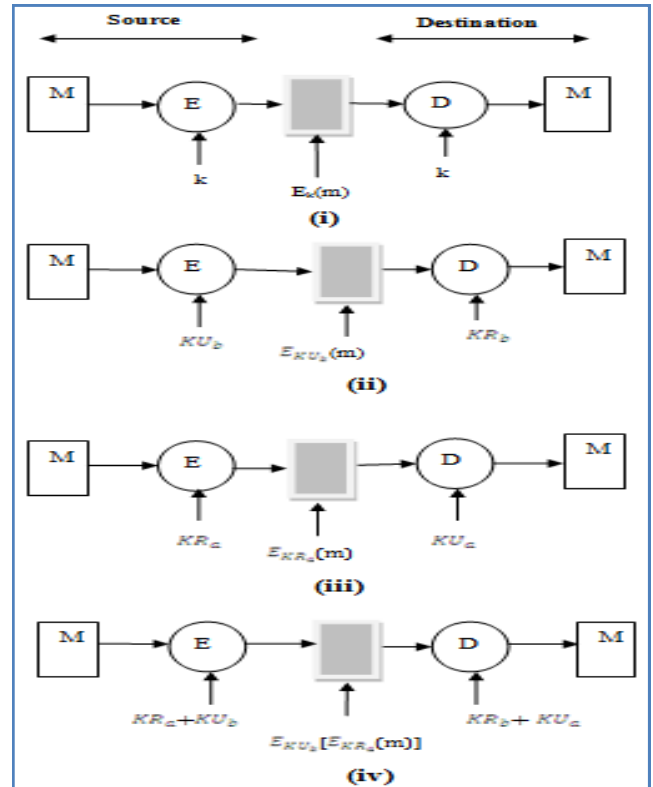 Source Destination
M E D M
k k
Eₖ(m)
(i)
M E D M
KU_b KR_b
E_{KU_b}(m)
(ii)
M E D M
KR_a KU_a
E_{KR_a}(m)
(iii)
M E D M
KR_a+KU_b KR_b+ KU_a
E_{KU_b}[E_{KR_a}(m)]
(iv)